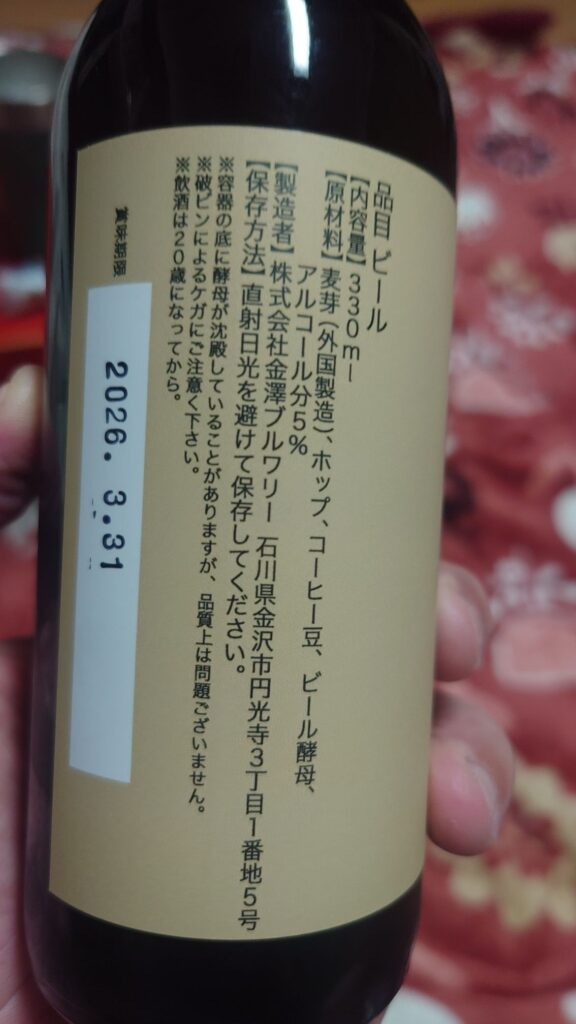 品目 ビール
【内容量】330ml
【原材料】麦芽（外国製造）、ホップ、コーヒー豆、ビール酵母、
アルコール分5%
【製造者】株式会社金澤ブルワリー 石川県金沢市円光寺3丁目1番地5号
【保存方法】直射日光を避けて保存してください。
※容器の底に酵母が沈殿していることがありますが、品質上は問題ございません。
※破ビンによるケガにご注意く下さい。
※飲酒は20歳になってから。
賞味期限
2026. 3.31